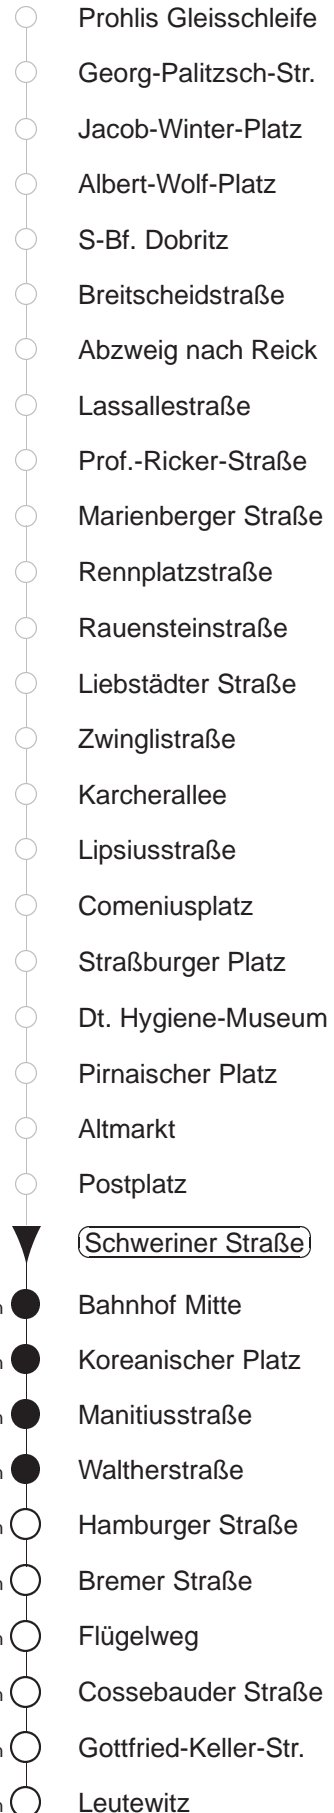 Prohlis Gleisschleife
Georg-Palitzsch-Str.
Jacob-Winter-Platz
Albert-Wolf-Platz
S-Bf. Dobritz
Breitscheidstraße
Abzweig nach Reick
Lassallestraße
Prof.-Ricker-Straße
Marienberger Straße
Rennplatzstraße
Rauensteinstraße
Liebstädter Straße
Zwinglistraße
Karcherallee
Lipsiusstraße
Comeniusplatz
Straßburger Platz
Dt. Hygiene-Museum
Pirnaischer Platz
Altmarkt
Postplatz
Schweriner Straße
Bahnhof Mitte
Koreanischer Platz
Manitiusstraße
Waltherstraße
Hamburger Straße
Bremer Straße
Flügelweg
Cossebauder Straße
Gottfried-Keller-Str.
Leutewitz